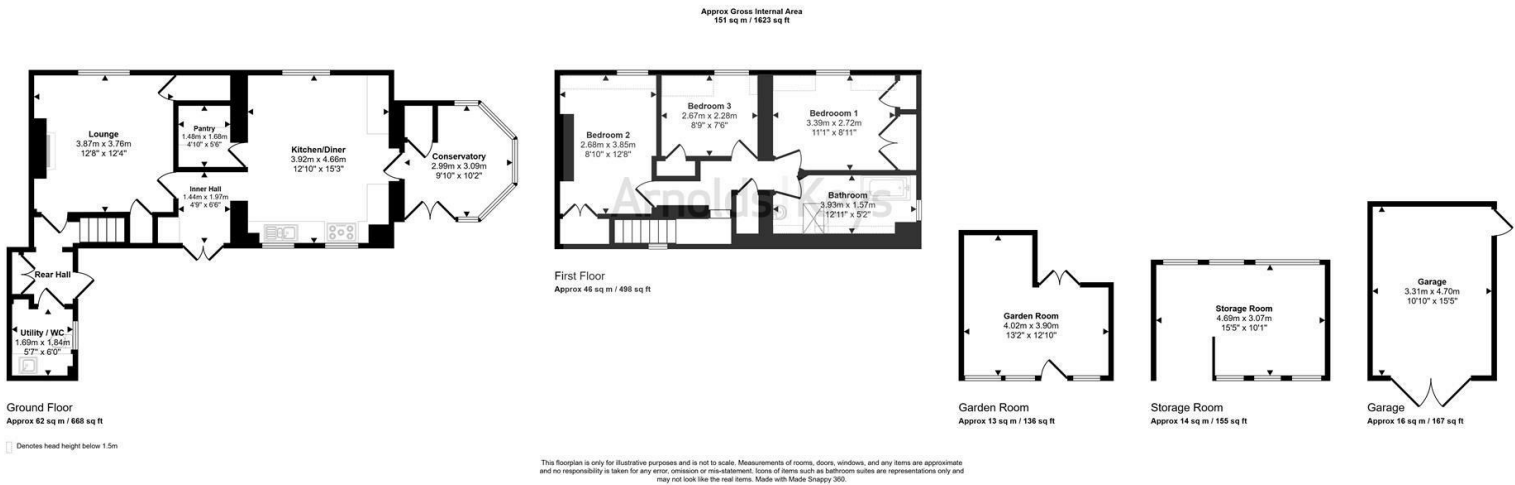 Approx Gross Internal Area
151 sq m / 1623 sq ft
Lounge
3.87m x 3.76m
12'8" x 12'4"
Pantry
1.48m x 1.68m
4'10" x 5'6"
Kitchen/Diner
3.92m x 4.66m
12'10" x 15'3"
Conservatory
2.99m x 3.09m
9'10" x 10'2"
Inner Hall
1.44m x 1.97m
4'9" x 6'6"
Rear Hall
Utility / WC
1.69m x 1.84m
5'7" x 6'0"
Ground Floor
Approx 62 sq m / 668 sq ft
Denotes head height below 1.5m
Bedroom 2
2.68m x 3.85m
8'10" x 12'8"
Bedroom 3
2.67m x 2.28m
8'9" x 7'6"
Bedrooom 1
3.39m x 2.72m
11'1" x 8'11"
Bathroom
3.93m x 1.57m
12'11" x 5'2"
Arnolds Keys
First Floor
Approx 46 sq m / 498 sq ft
Garden Room
4.02m x 3.90m
13'2" x 12'10"
Garden Room
Approx 13 sq m / 136 sq ft
Storage Room
4.69m x 3.07m
15'5" x 10'1"
Storage Room
Approx 14 sq m / 155 sq ft
Garage
3.31m x 4.70m
10'10" x 15'5"
Garage
Approx 16 sq m / 167 sq ft
This floorplan is only for illustrative purposes and is not to scale. Measurements of rooms, doors, windows, and any items are approximate
and no responsibility is taken for any error, omission or mis-statement. Icons of items such as bathroom suites are representations only and
may not look like the real items. Made with Made Snappy 360.